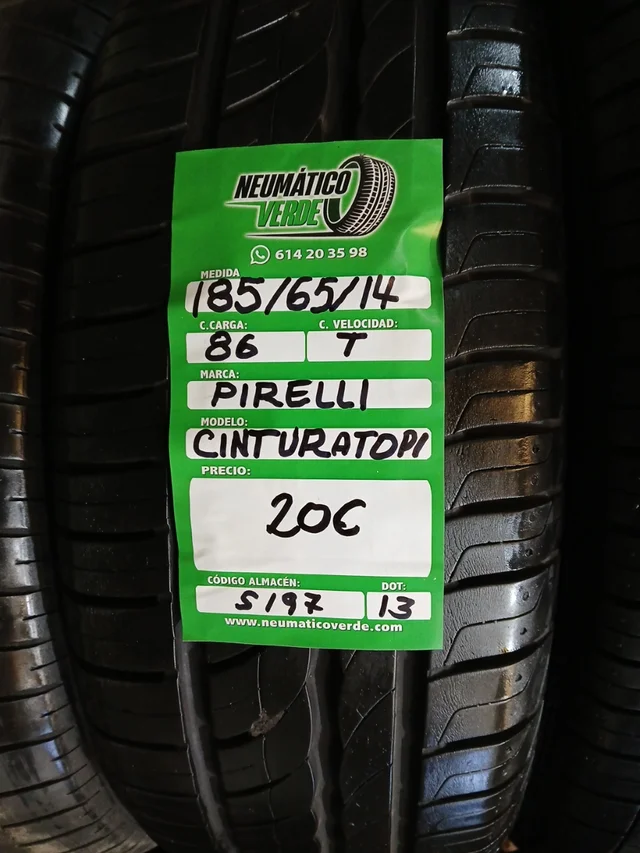 NEUMÁTICO
VERDE
614 20 35 98
MEDIDA
185/65/14
C.CARGA: C. VELOCIDAD:
86 T
MARCA:
PIRELLI
MODELO:
CINTURATOP1
PRECIO:
20€
CÓDIGO ALMACÉN: DOT:
S197 13
www.neumaticoverde.com